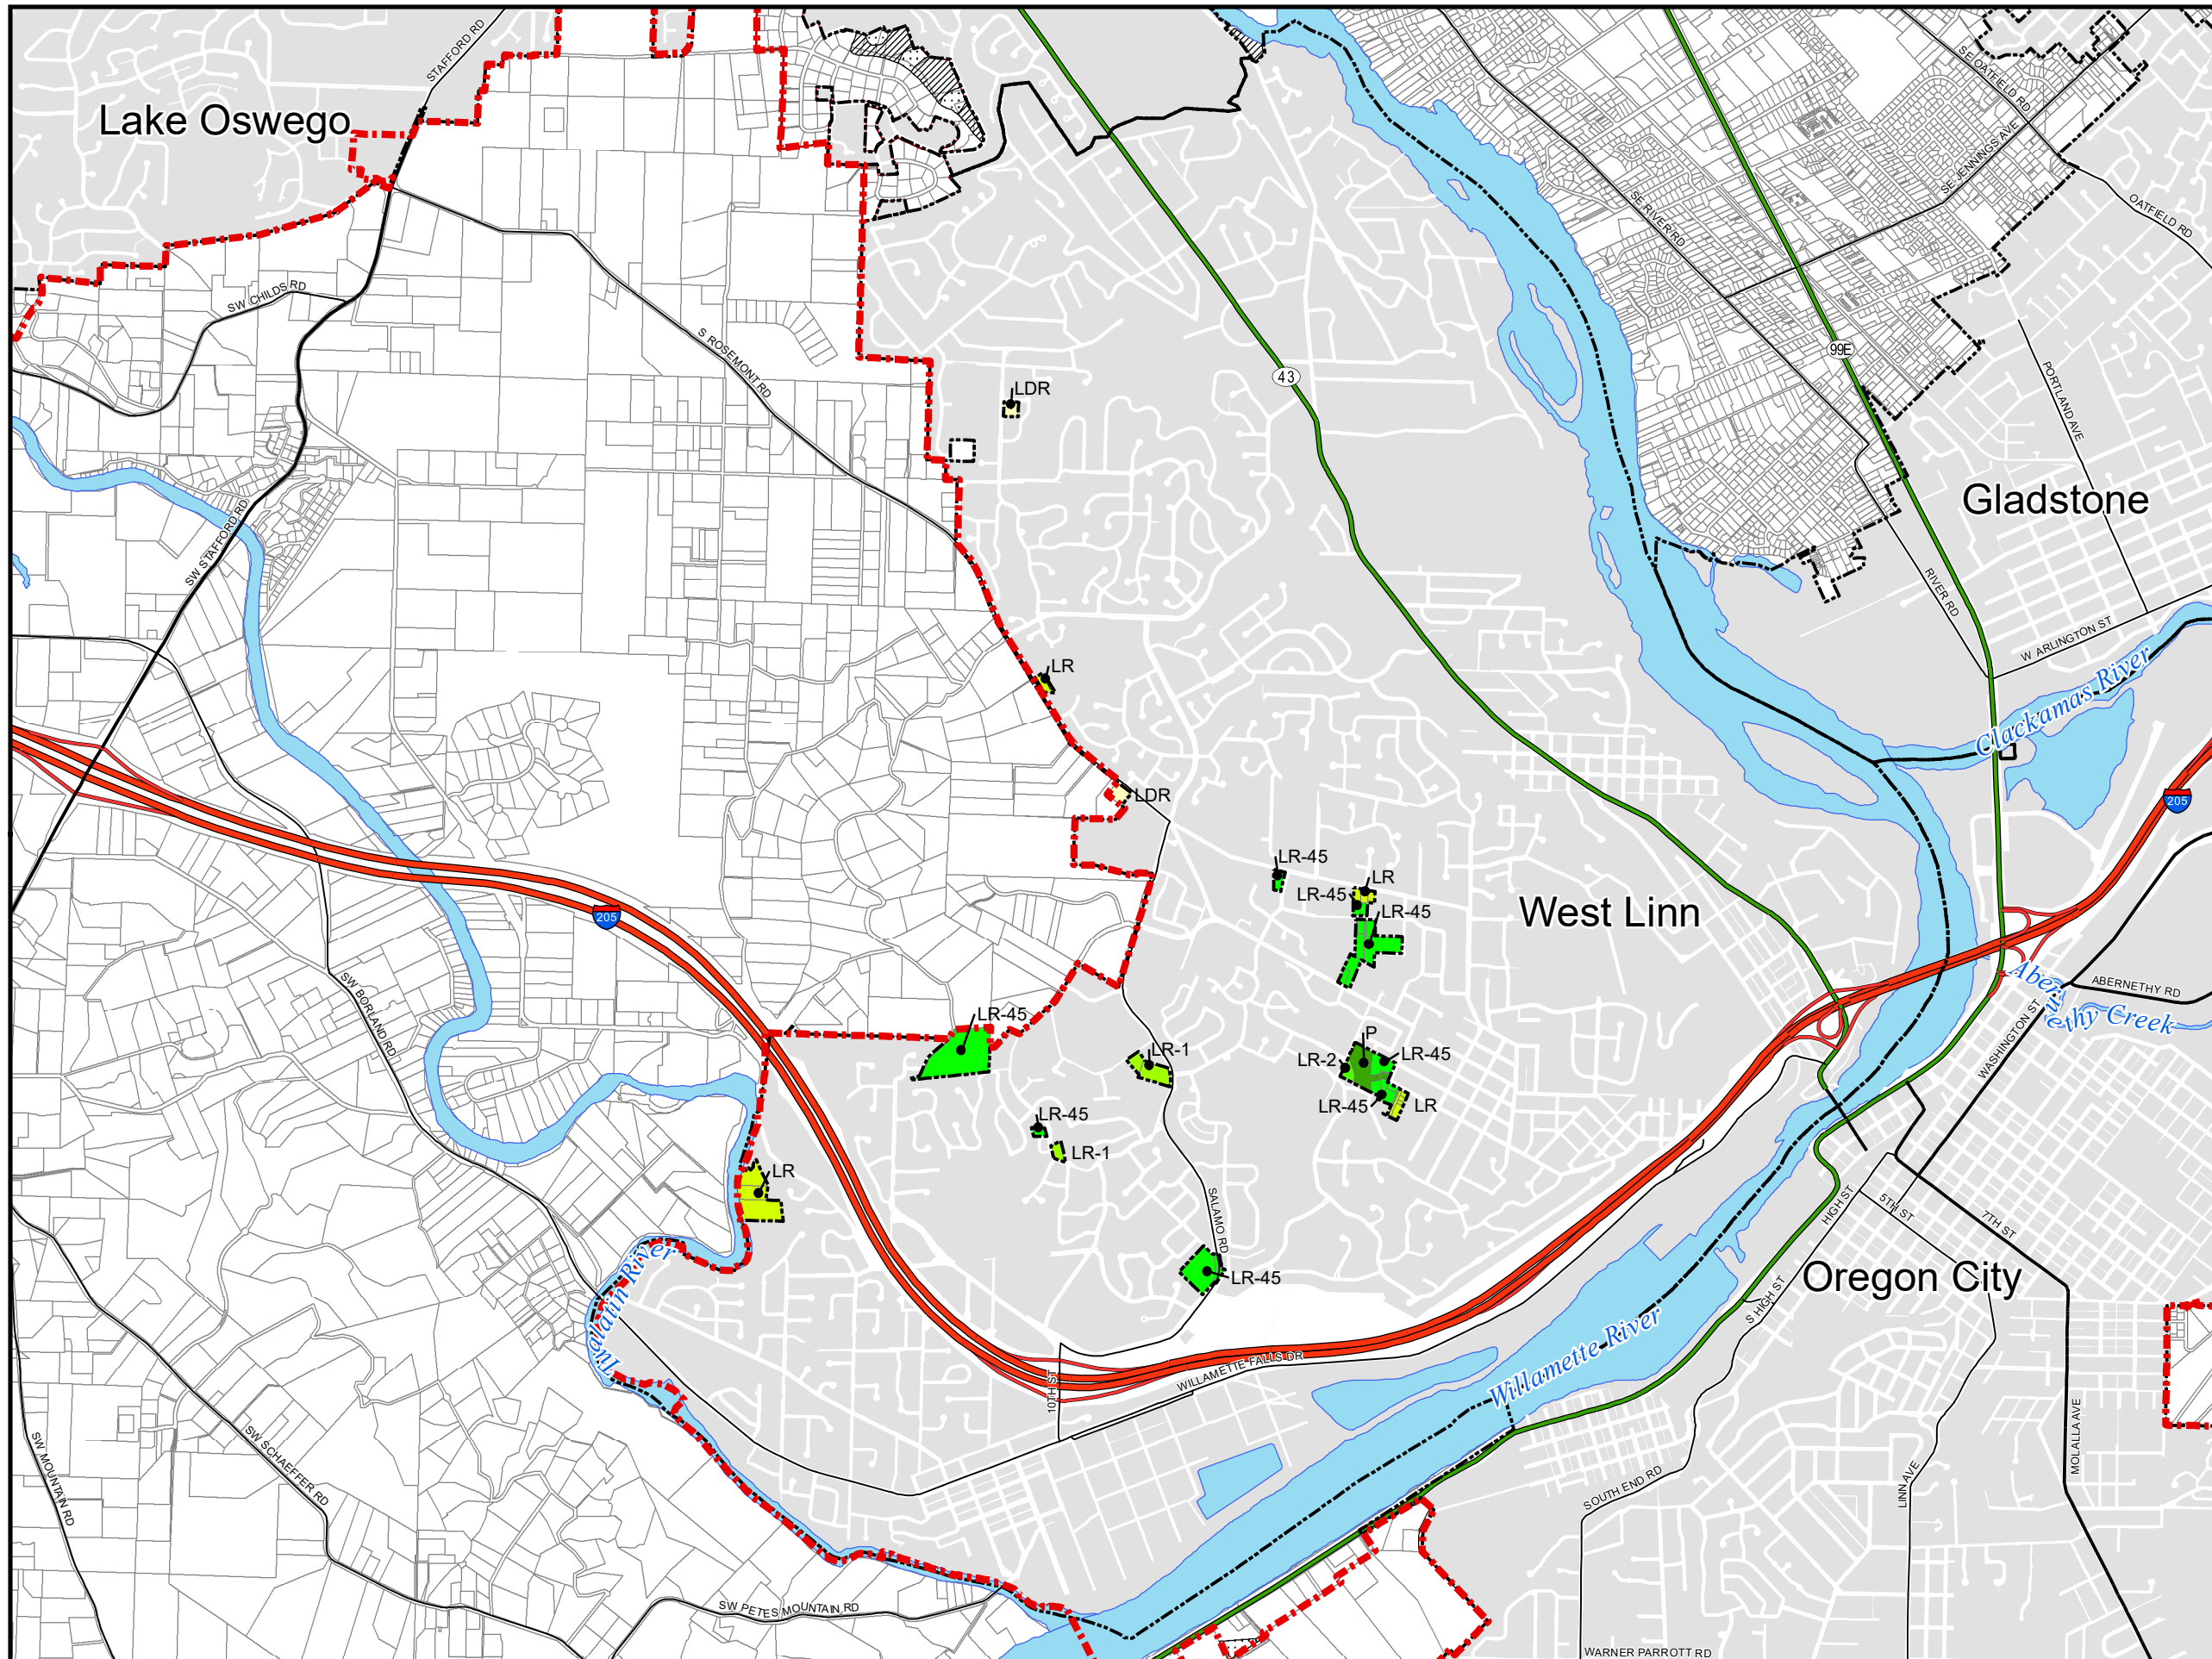 STAFFORD RD
Lake Oswego
SE OATFIELD RD
SE JENNINGS AVE
OATFIELD RD
SE RIVER RD
SW CHILDS RD
S ROSEMONT RD
99E
43
LDR
PORTLAND AVE
Gladstone
SW STAFFORD RD
RIVER RD
W ARLINGTON ST
LR
Clackamas River
LDR
205
LR-45
LR
LR-45
LR-45
West Linn
205
SW BORLAND RD
Abernethy Creek
ABERNETHY RD
WASHINGTON ST
LR-45
P
LR-1
LR-2
LR-45
LR-45
LR
LR-45
LR-1
LR
SALAMO RD
HIGH ST
5TH ST
7TH ST
Tualatin River
LR-45
Oregon City
S HIGH ST
Willamette River
WILLAMETTE FALLS DR
10TH ST
SW MOUNTAIN RD
SW SCHAEFFER RD
SOUTH END RD
LINN AVE
MOLALLA AVE
SW PETES MOUNTAIN RD
WARNER PARROTT RD